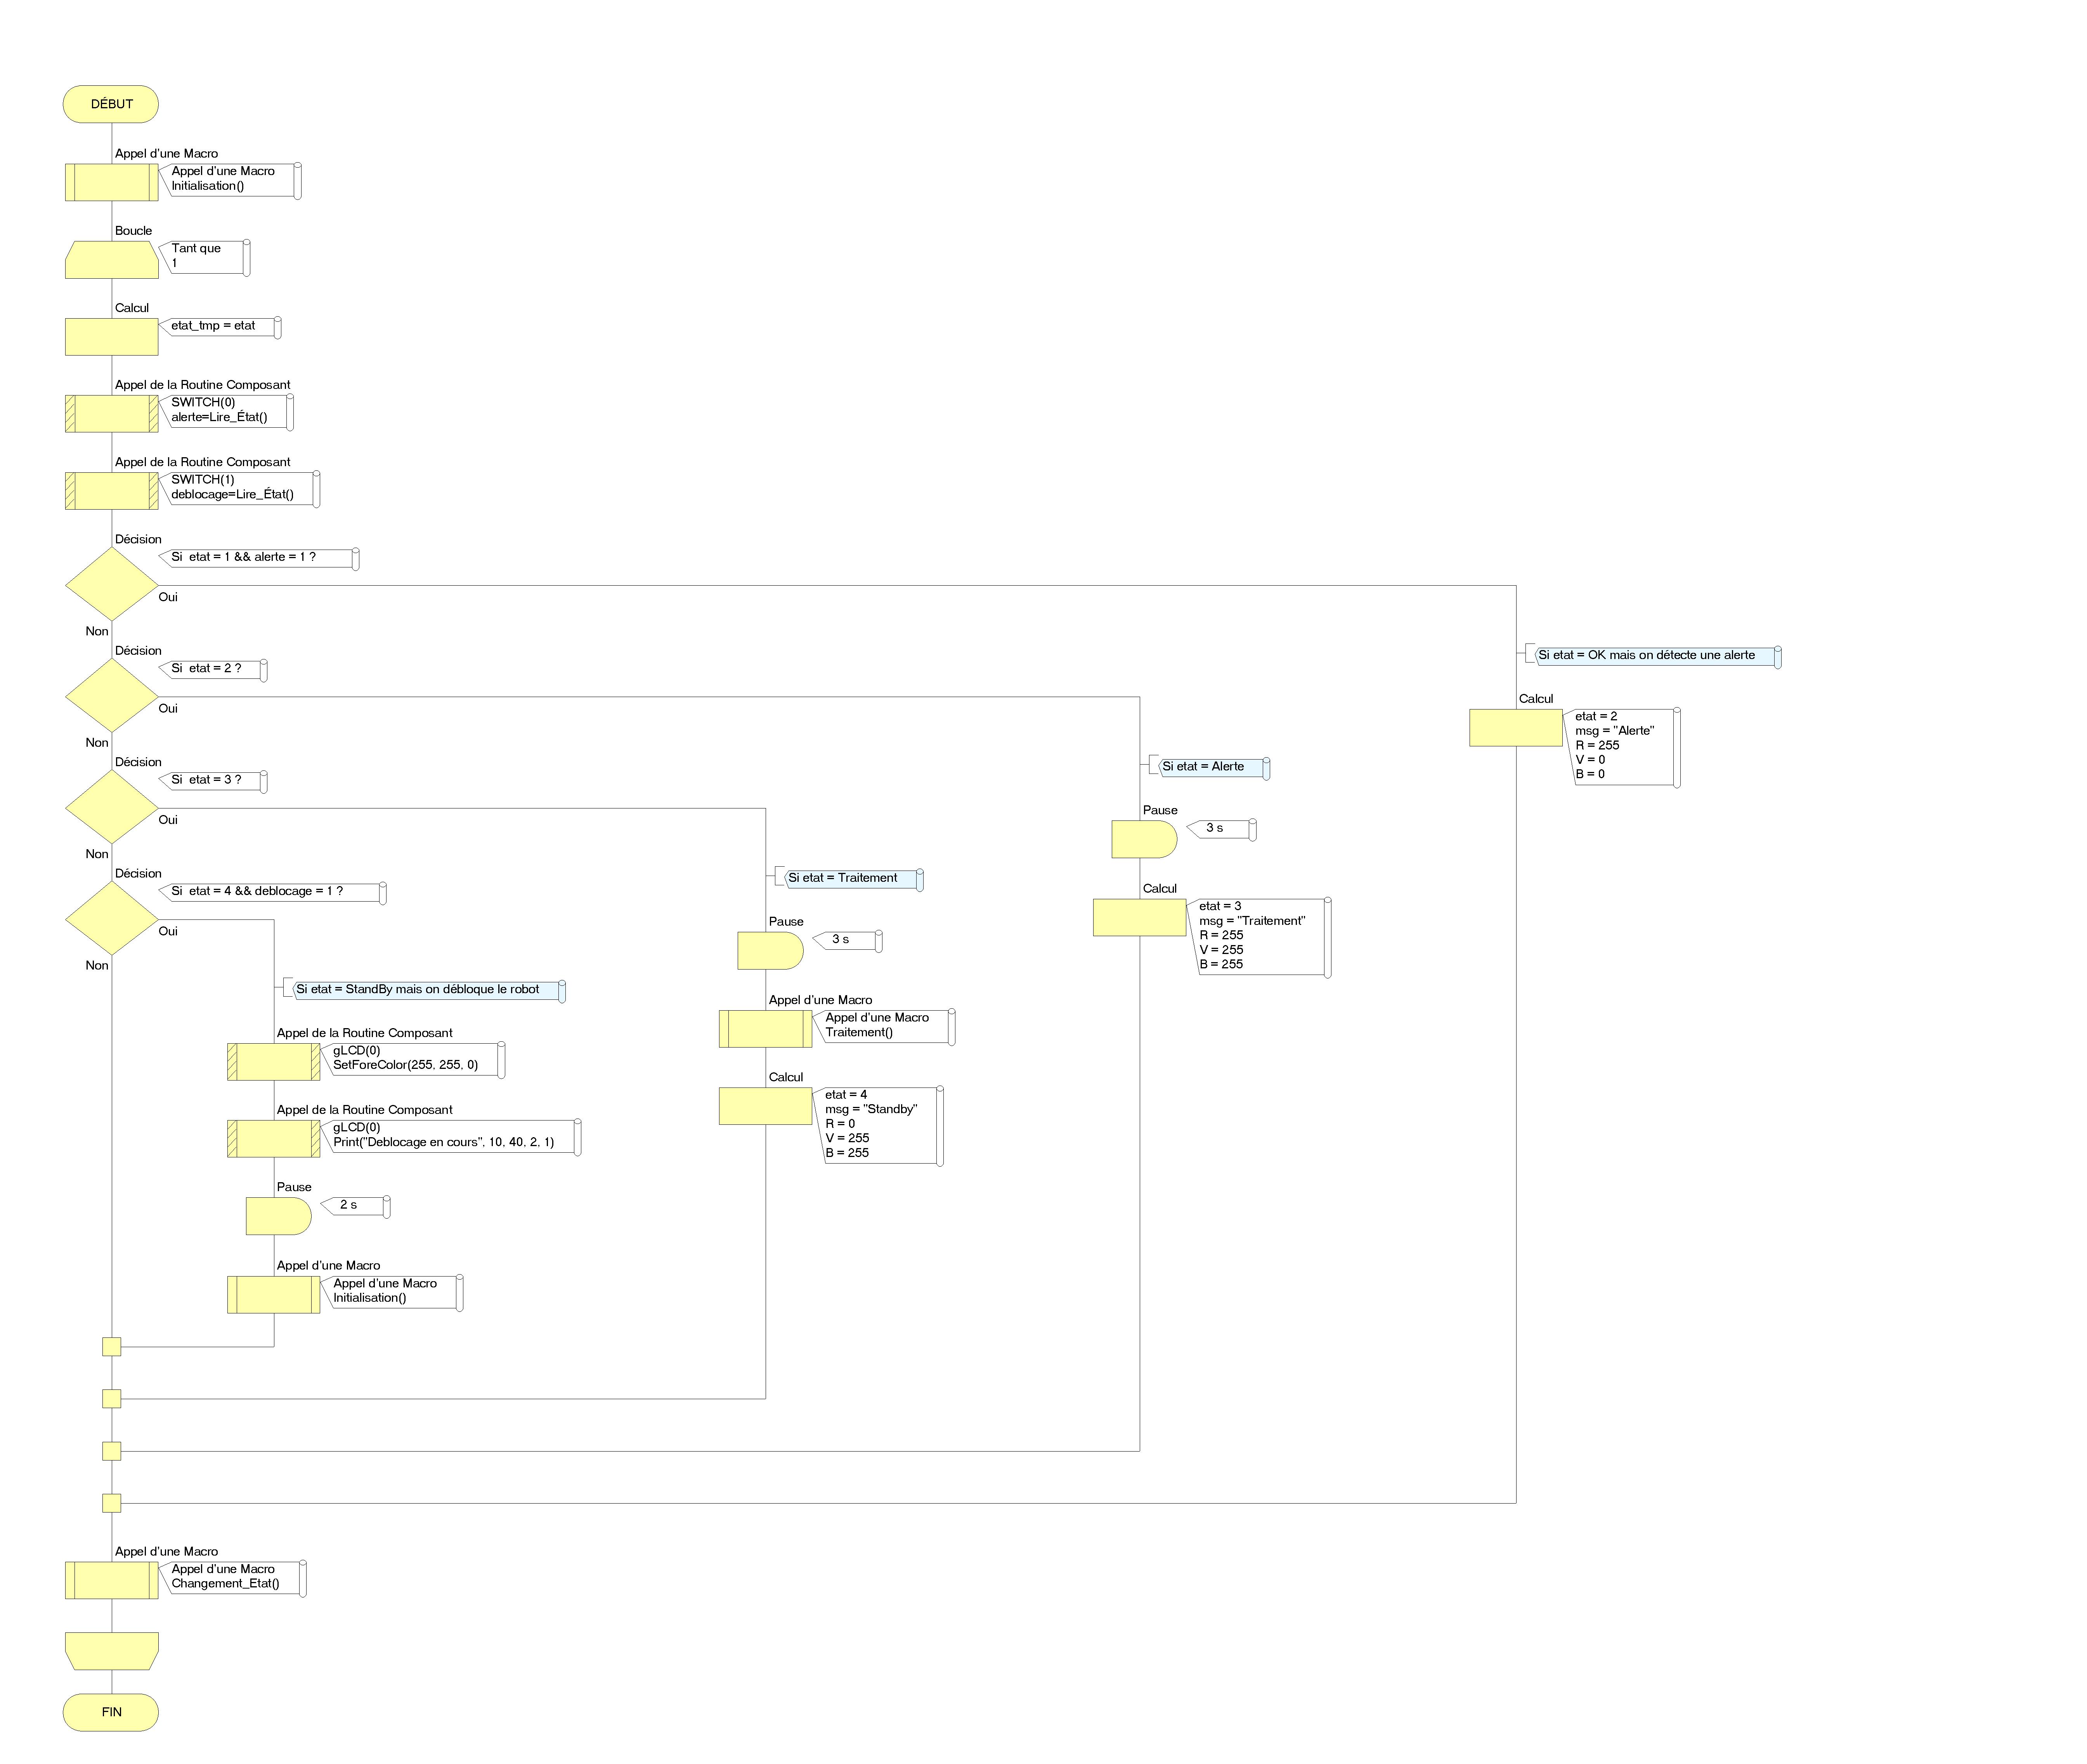 DÉBUT
Appel d'une Macro
Appel d'une Macro
Initialisation()
Boucle
Tant que
1
Calcul
etat_tmp = etat
Appel de la Routine Composant
SWITCH(0)
alerte=Lire_État()
Appel de la Routine Composant
SWITCH(1)
deblocage=Lire_État()
Décision
Si  etat = 1 && alerte = 1 ?
Oui
Non
Si etat = OK mais on détecte une alerte
Calcul
etat = 2
msg = "Alerte"
R = 255
V = 0
B = 0
Décision
Si  etat = 2 ?
Oui
Non
Si etat = Alerte
Pause
3 s
Calcul
etat = 3
msg = "Traitement"
R = 255
V = 255
B = 255
Décision
Si  etat = 3 ?
Oui
Non
Si etat = Traitement
Pause
3 s
Appel d'une Macro
Appel d'une Macro
Traitement()
Calcul
etat = 4
msg = "Standby"
R = 0
V = 255
B = 255
Décision
Si  etat = 4 && deblocage = 1 ?
Oui
Non
Si etat = StandBy mais on débloque le robot
Appel de la Routine Composant
gLCD(0)
SetForeColor(255, 255, 0)
Appel de la Routine Composant
gLCD(0)
Print("Deblocage en cours", 10, 40, 2, 1)
Pause
2 s
Appel d'une Macro
Appel d'une Macro
Initialisation()
Appel d'une Macro
Appel d'une Macro
Changement_Etat()
FIN